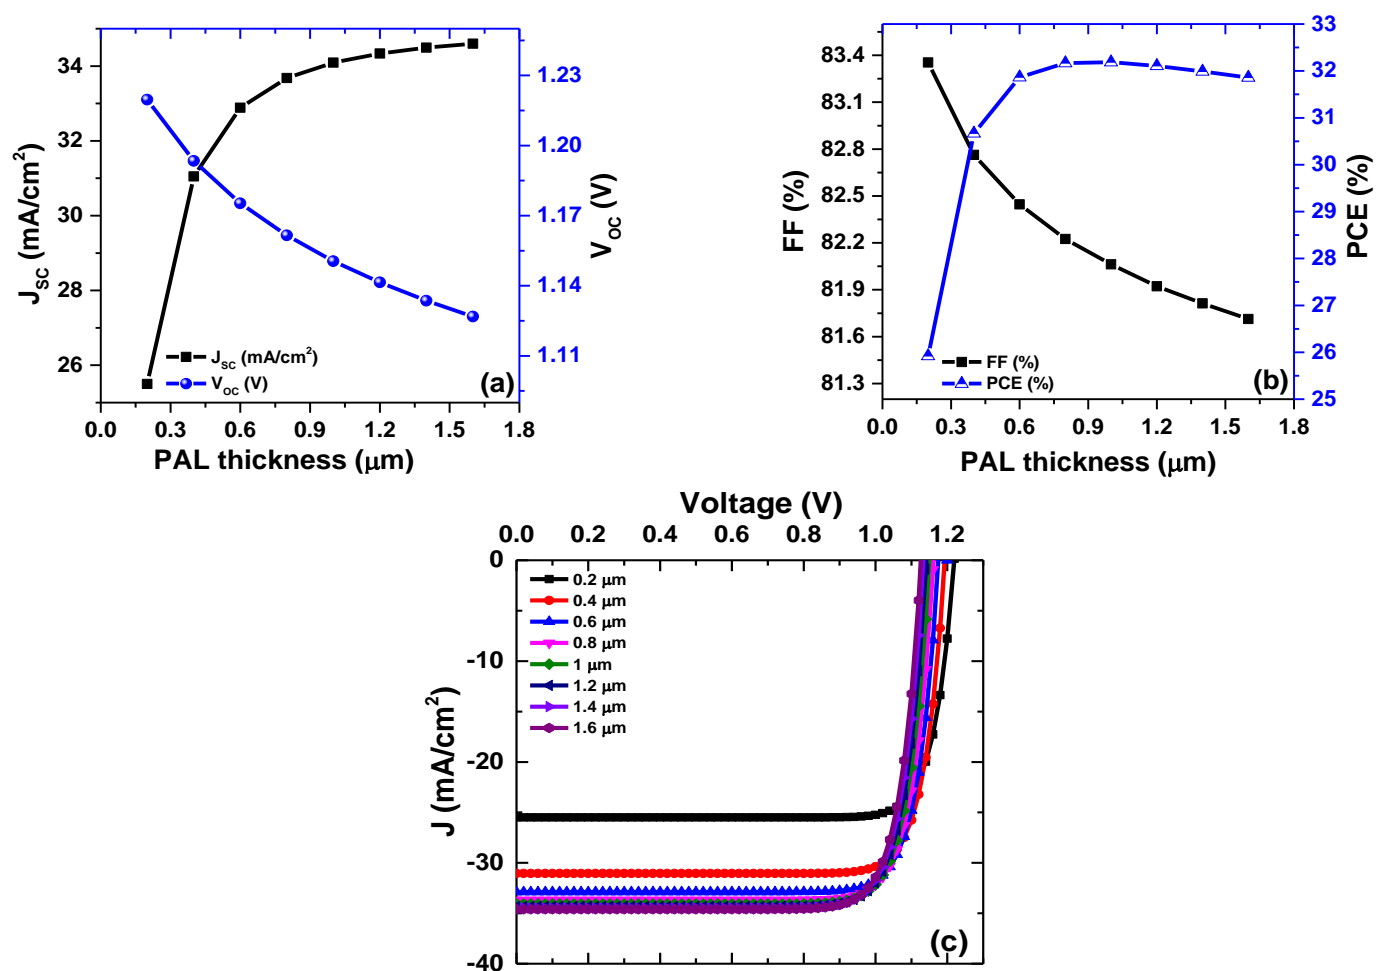 34
32
30
28
26
J_SC (mA/cm²)
1.23
1.20
1.17
1.14
1.11
V_OC (V)
J_SC (mA/cm²)
V_OC (V)
(a)
0.0 0.3 0.6 0.9 1.2 1.5 1.8
PAL thickness (μm)
83.4
83.1
82.8
82.5
82.2
81.9
81.6
81.3
FF (%)
33
32
31
30
29
28
27
26
25
PCE (%)
FF (%)
PCE (%)
(b)
0.0 0.3 0.6 0.9 1.2 1.5 1.8
PAL thickness (μm)
Voltage (V)
0.0 0.2 0.4 0.6 0.8 1.0 1.2
0
-10
-20
-30
-40
J (mA/cm²)
0.2 μm
0.4 μm
0.6 μm
0.8 μm
1 μm
1.2 μm
1.4 μm
1.6 μm
(c)